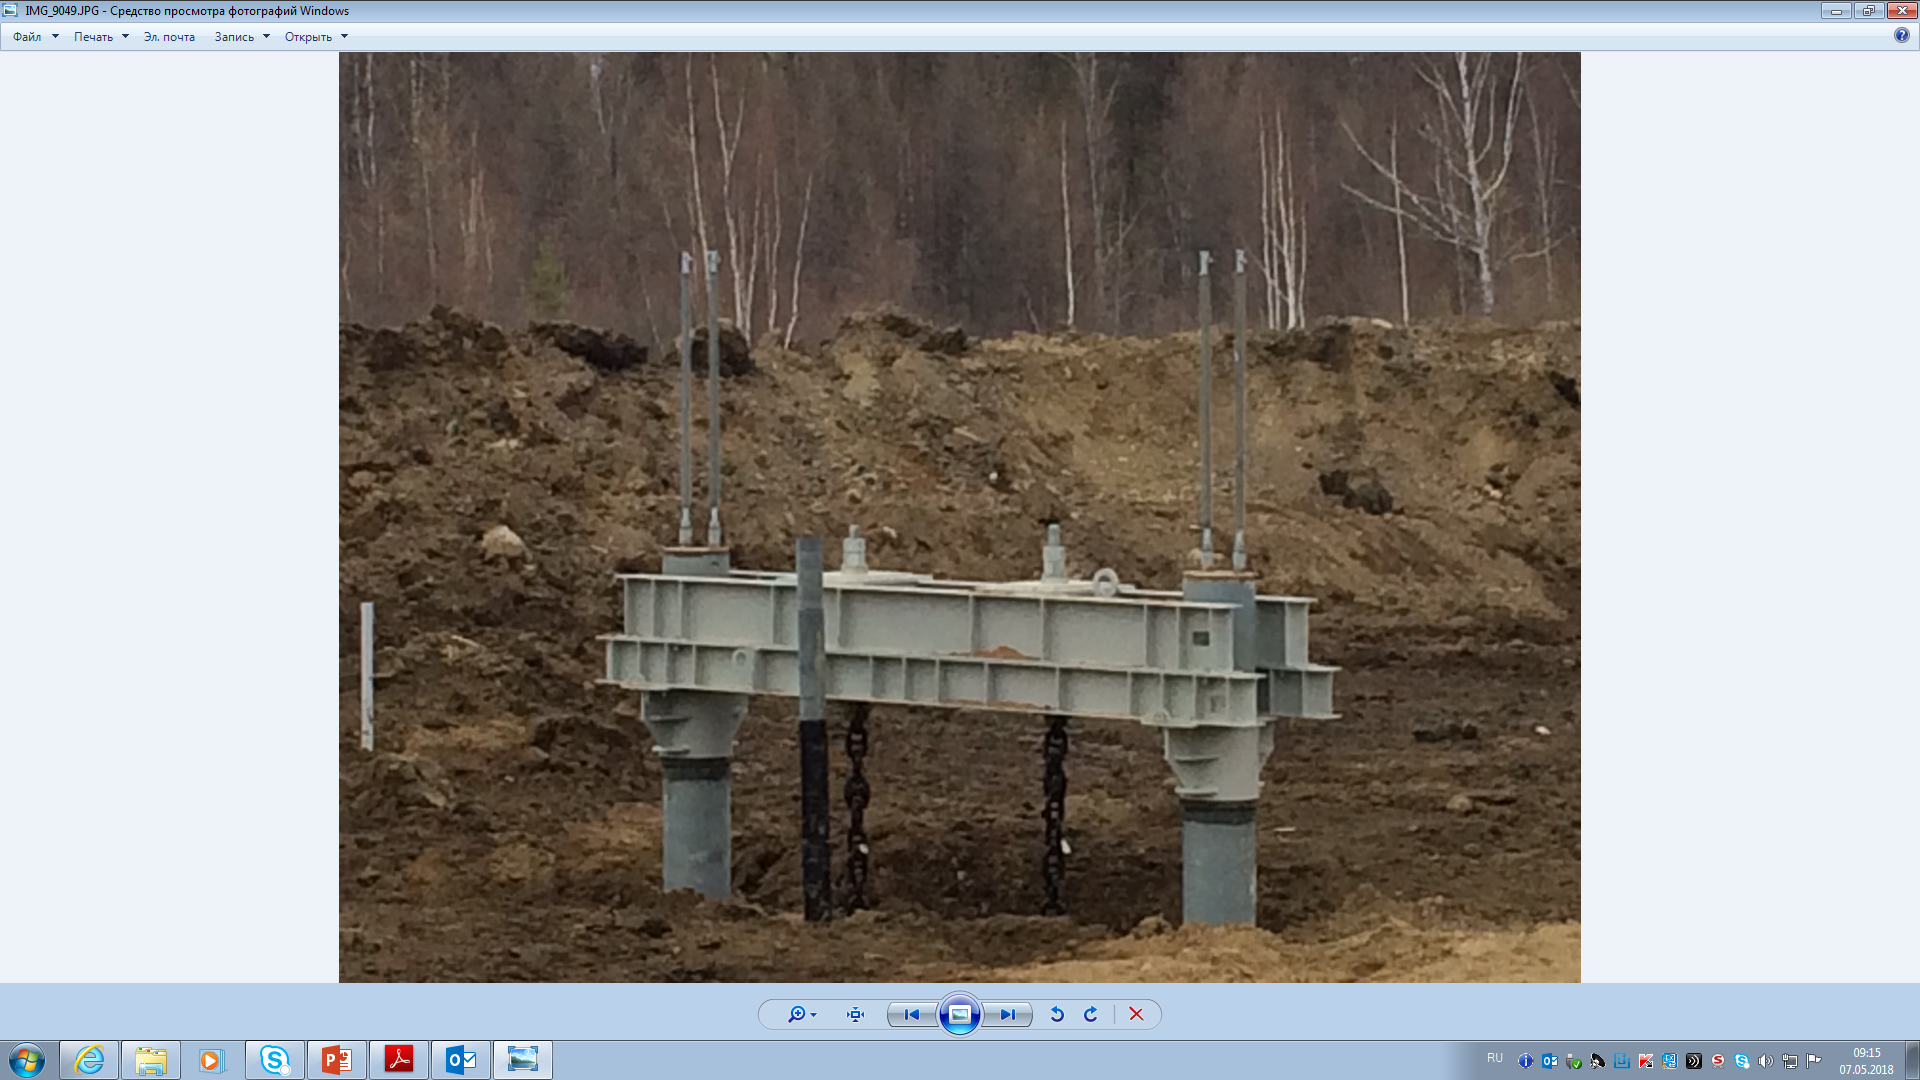 IMG_9049.JPG - Средство просмотра фотографий Windows
Файл Печать Эл. почта Запись Открыть
RU
09:15
07.05.2018